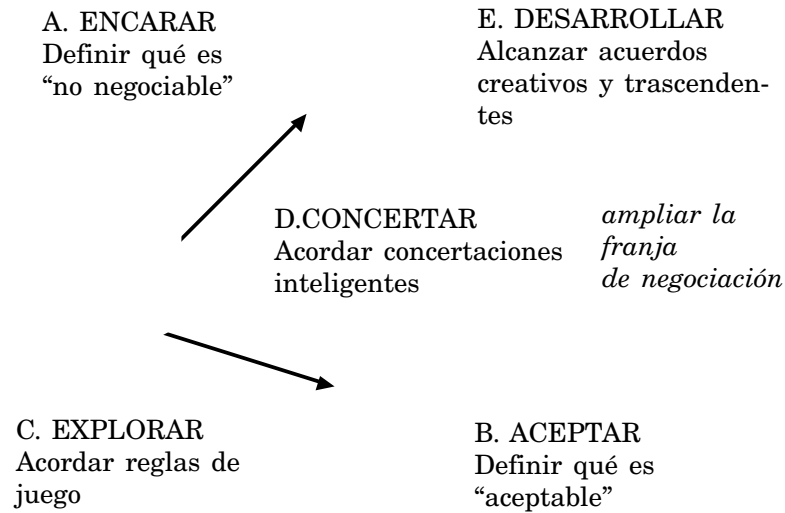 A. ENCARAR
Definir qué es
“no negociable”
E. DESARROLLAR
Alcanzar acuerdos
creativos y trascenden-
tes
D.CONCERTAR
Acordar concertaciones
inteligentes
ampliar la
franja
de negociación
C. EXPLORAR
Acordar reglas de
juego
B. ACEPTAR
Definir qué es
“aceptable”